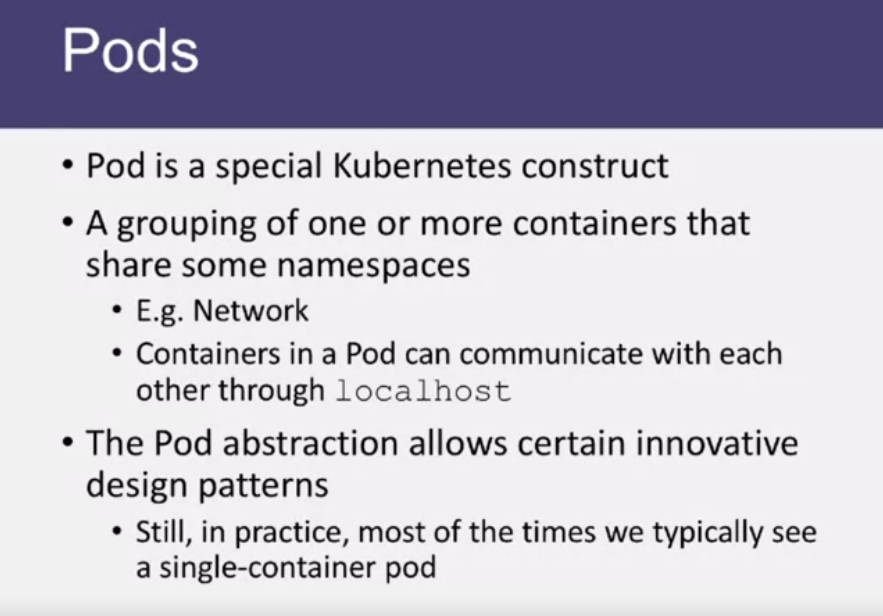 Pods
• Pod is a special Kubernetes construct
• A grouping of one or more containers that
share some namespaces
• E.g. Network
• Containers in a Pod can communicate with each
other through localhost
• The Pod abstraction allows certain innovative
design patterns
• Still, in practice, most of the times we typically see
a single-container pod